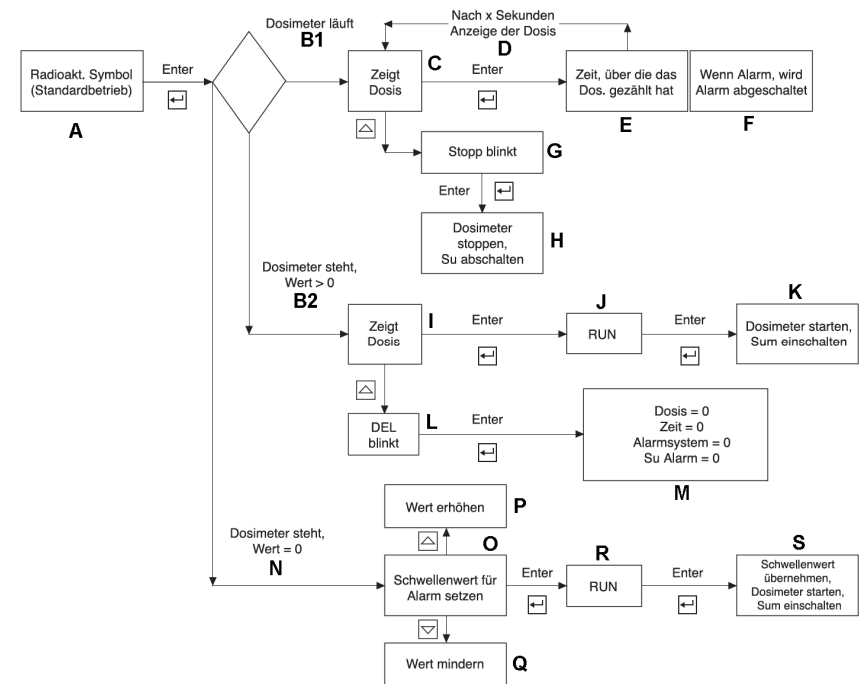 Dosimeter läuft
B1
Nach x Sekunden
Anzeige der Dosis
D
Radioakt. Symbol
(Standardbetrieb)
A
Enter
Zeigt
Dosis
C
Enter
Zeit, über die das
Dos. gezählt hat
E
Wenn Alarm, wird
Alarm abgeschaltet
F
Stopp blinkt
G
Enter
Dosimeter
stoppen,
Su abschalten
H
Dosimeter steht,
Wert > 0
B2
Zeigt
Dosis
I
Enter
J
RUN
Enter
K
Dosimeter starten,
Sum einschalten
DEL
blinkt
L
Enter
Dosis = 0
Zeit = 0
Alarmsystem = 0
Su Alarm = 0
M
Dosimeter steht,
Wert = 0
N
Wert erhöhen
P
O
Schwellenwert für
Alarm setzen
Enter
R
RUN
Enter
S
Schwellenwert
übernehmen,
Dosimeter starten,
Sum einschalten
Wert mindern
Q